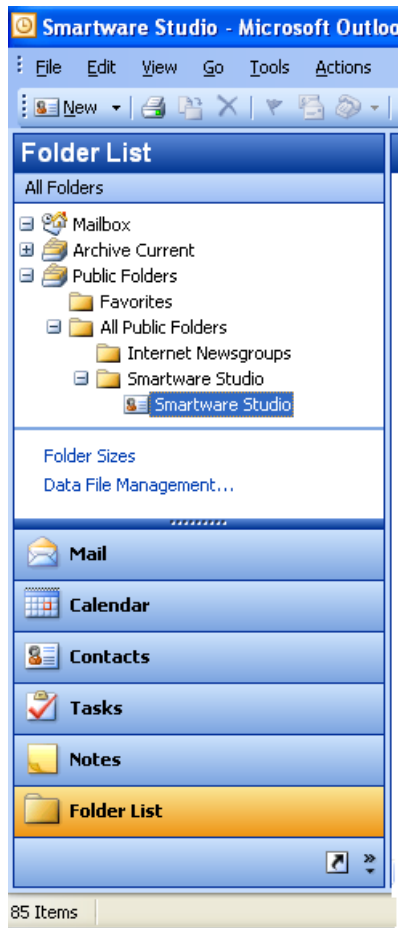 Smartware Studio - Microsoft Outloo
File Edit View Go Tools Actions
New
Folder List
All Folders
Mailbox
Archive Current
Public Folders
Favorites
All Public Folders
Internet Newsgroups
Smartware Studio
Smartware Studio
Folder Sizes
Data File Management...
Mail
Calendar
Contacts
Tasks
Notes
Folder List
85 Items